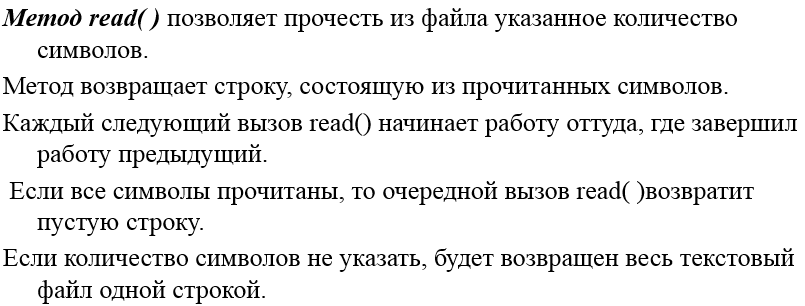 Метод read( ) позволяет прочесть из файла указанное количество
символов.
Метод возвращает строку, состоящую из прочитанных символов.
Каждый следующий вызов read() начинает работу оттуда, где завершил
работу предыдущий.
Если все символы прочитаны, то очередной вызов read( )возвратит
пустую строку.
Если количество символов не указать, будет возвращен весь текстовый
файл одной строкой.